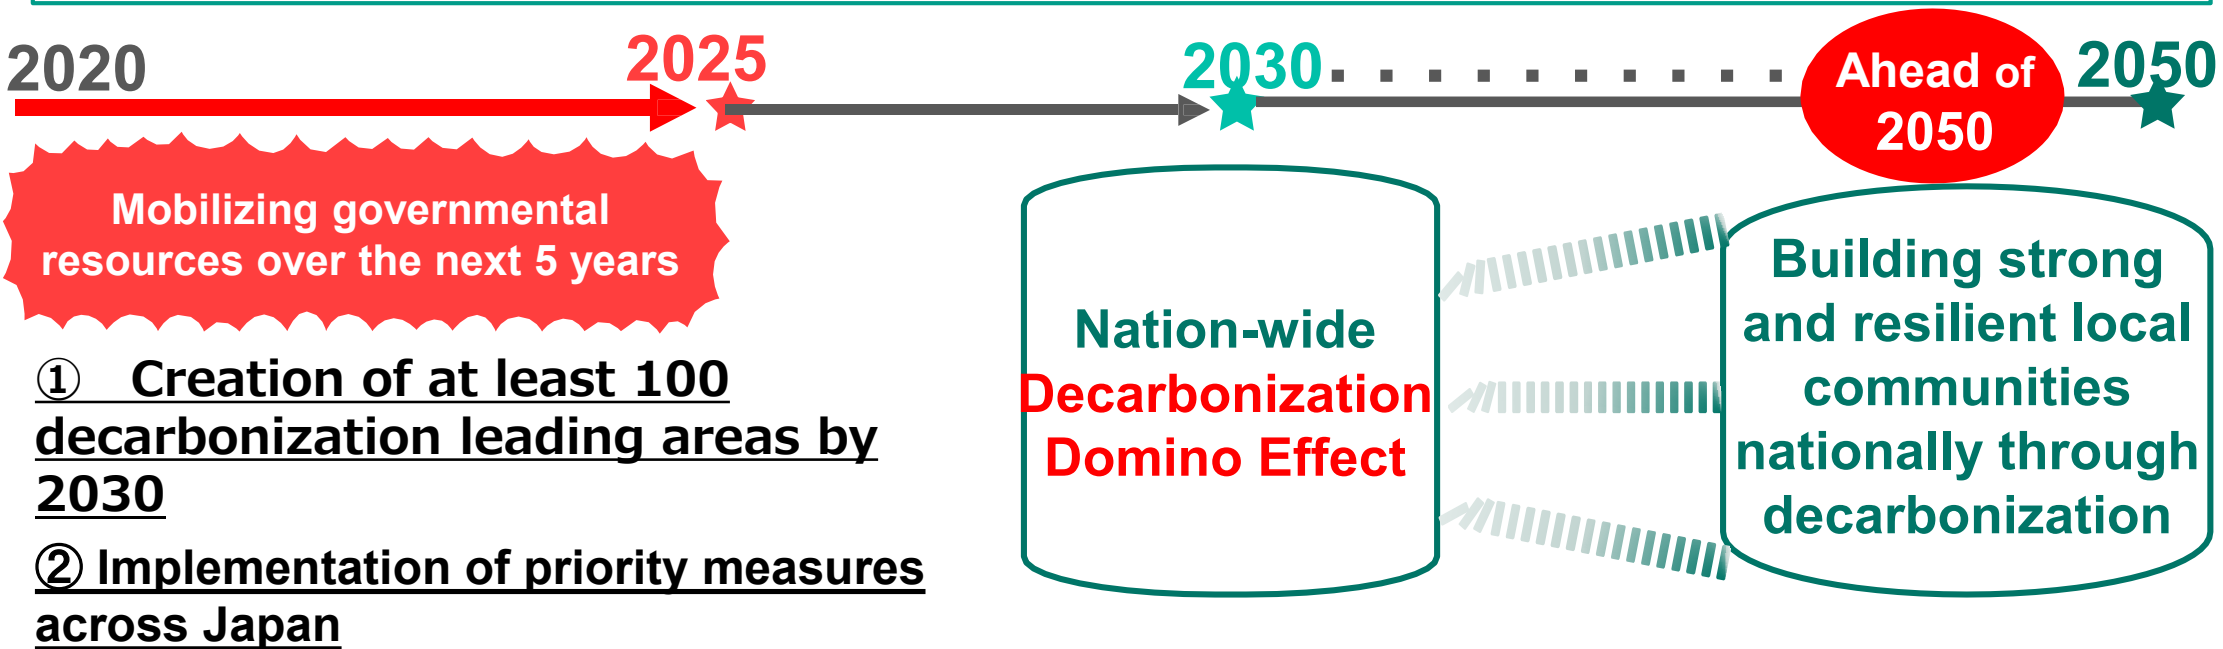 2020
2025
2030
Ahead of
2050
2050
Mobilizing governmental
resources over the next 5 years
① Creation of at least 100
decarbonization leading areas by
2030
② Implementation of priority measures
across Japan
Nation-wide
Decarbonization
Domino Effect
Building strong
and resilient local
communities
nationally through
decarbonization